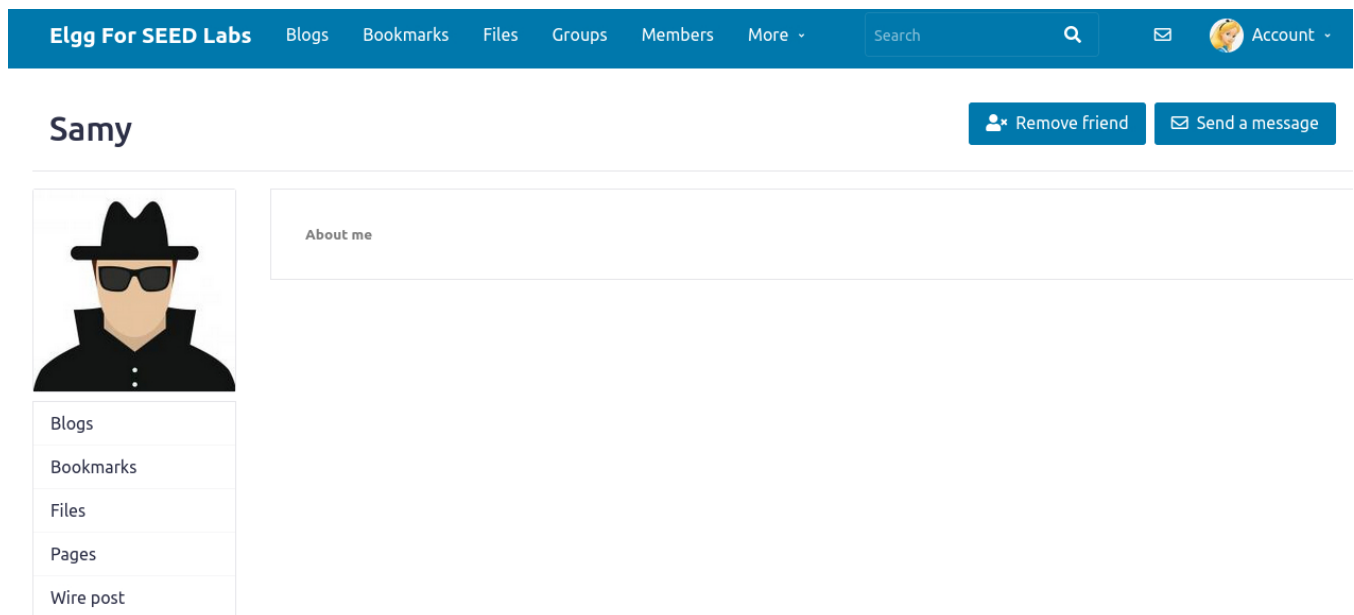 Elgg For SEED Labs Blogs Bookmarks Files Groups Members More Search Account
Samy
Remove friend Send a message
About me
Blogs
Bookmarks
Files
Pages
Wire post